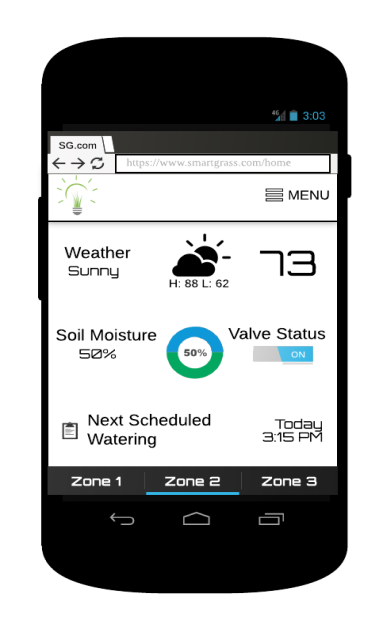 4G 3:03
SG.com
https://www.smartgrass.com/home
MENU
Weather
Sunny
H: 88 L: 62
73
Soil Moisture
50%
50%
Valve Status
ON
Next Scheduled
Watering
Today
3:15 PM
Zone 1 Zone 2 Zone 3